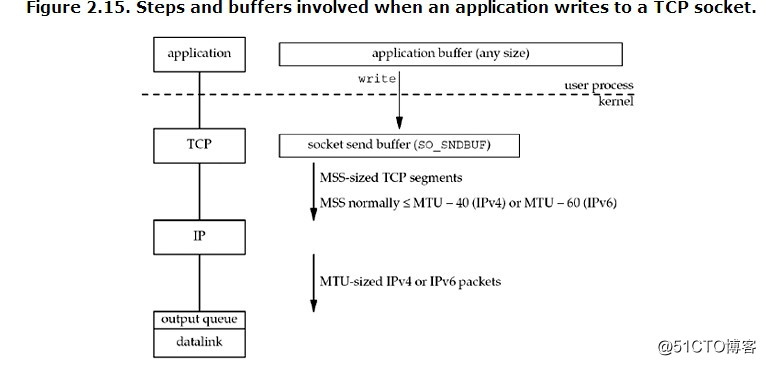 Figure 2.15. Steps and buffers involved when an application writes to a TCP socket.
application
application buffer (any size)
write
user process
kernel
TCP
socket send buffer (SO_SNDBUF)
MSS-sized TCP segments
MSS normally ≤ MTU – 40 (IPv4) or MTU – 60 (IPv6)
IP
MTU-sized IPv4 or IPv6 packets
output queue
datalink
@51CTO博客